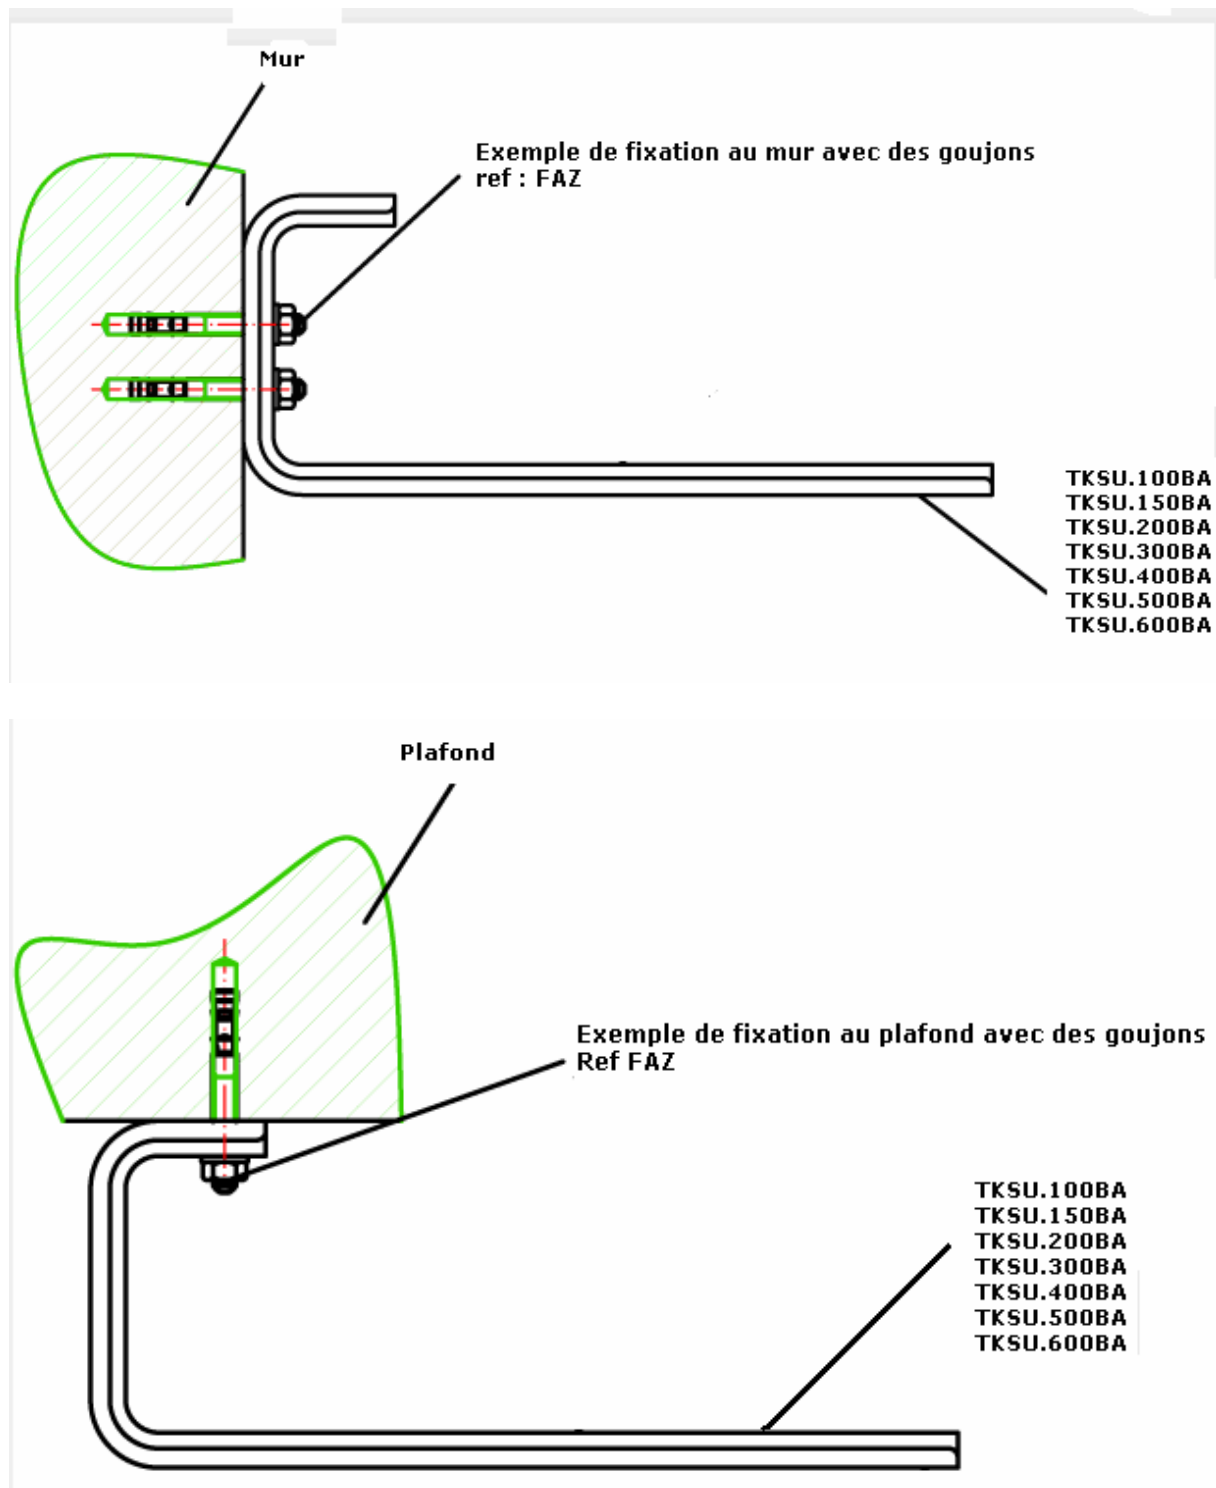 Mur
Exemple de fixation au mur avec des goujons
ref : FAZ
TKSU.100BA
TKSU.150BA
TKSU.200BA
TKSU.300BA
TKSU.400BA
TKSU.500BA
TKSU.600BA
Plafond
Exemple de fixation au plafond avec des goujons
Ref FAZ
TKSU.100BA
TKSU.150BA
TKSU.200BA
TKSU.300BA
TKSU.400BA
TKSU.500BA
TKSU.600BA